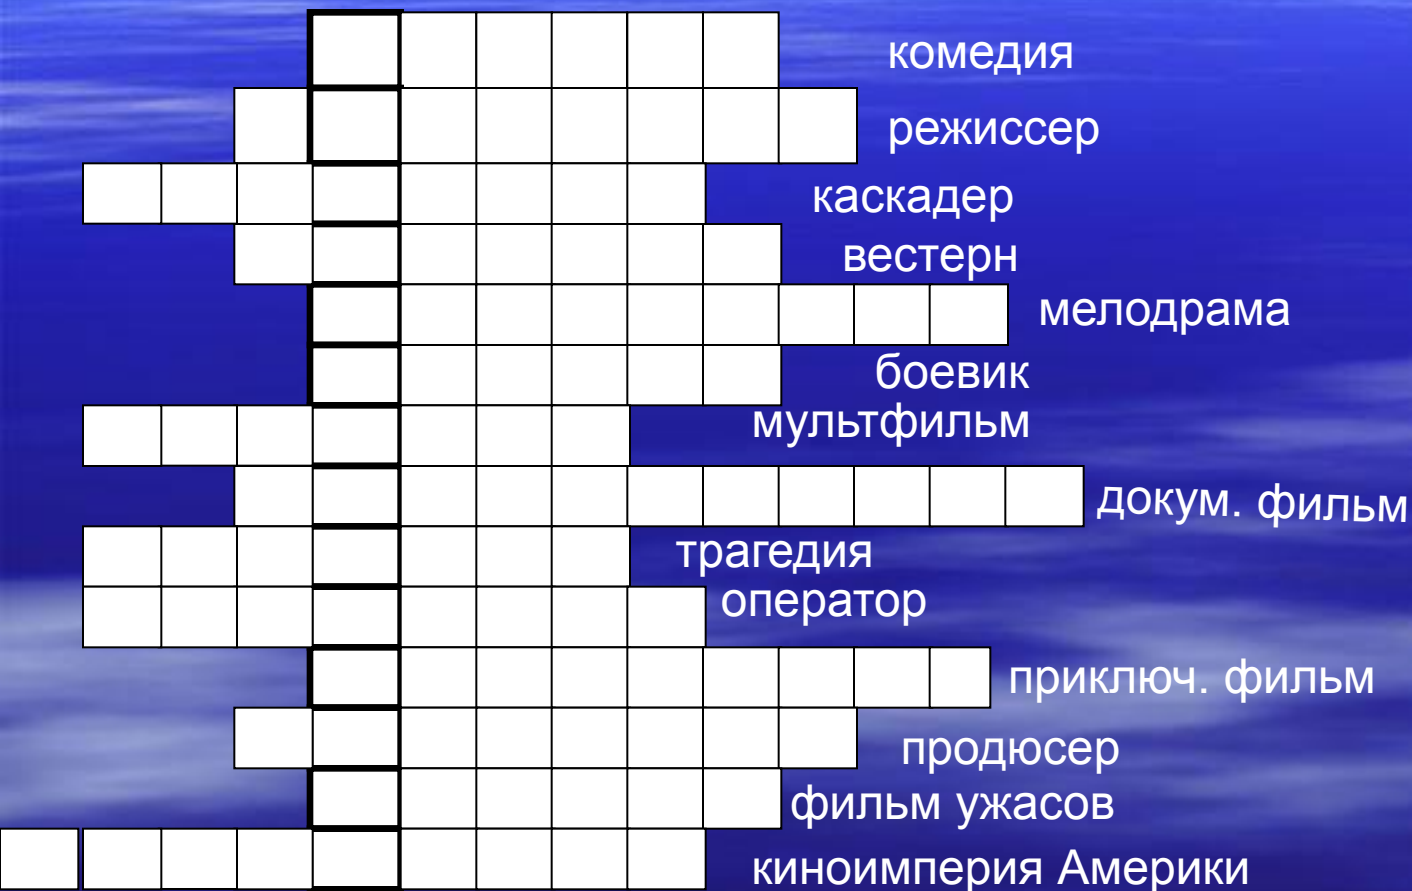 комедия
режиссер
каскадер
вестерн
мелодрама
боевик
мультфильм
докум. фильм
трагедия
оператор
приключ. фильм
продюсер
фильм ужасов
киноимперия Америки